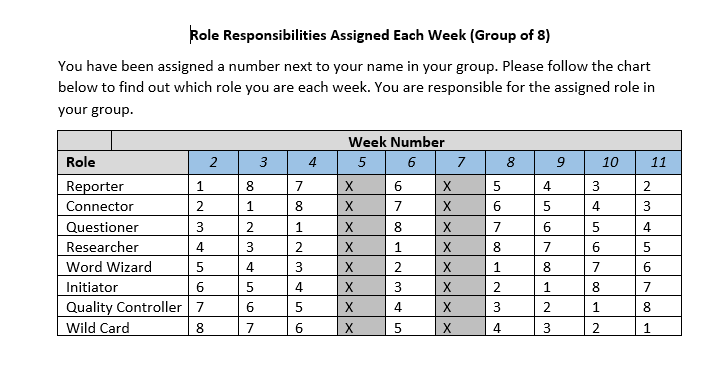 Role Responsibilities Assigned Each Week (Group of 8)
You have been assigned a number next to your name in your group. Please follow the chart
below to find out which role you are each week. You are responsible for the assigned role in
your group.
Week Number
Role 2 3 4 5 6 7 8 9 10 11
Reporter 1 8 7 X 6 X 5 4 3 2
Connector 2 1 8 X 7 X 6 5 4 3
Questioner 3 2 1 X 8 X 7 6 5 4
Researcher 4 3 2 X 1 X 8 7 6 5
Word Wizard 5 4 3 X 2 X 1 8 7 6
Initiator 6 5 4 X 3 X 2 1 8 7
Quality Controller 7 6 5 X 4 X 3 2 1 8
Wild Card 8 7 6 X 5 X 4 3 2 1